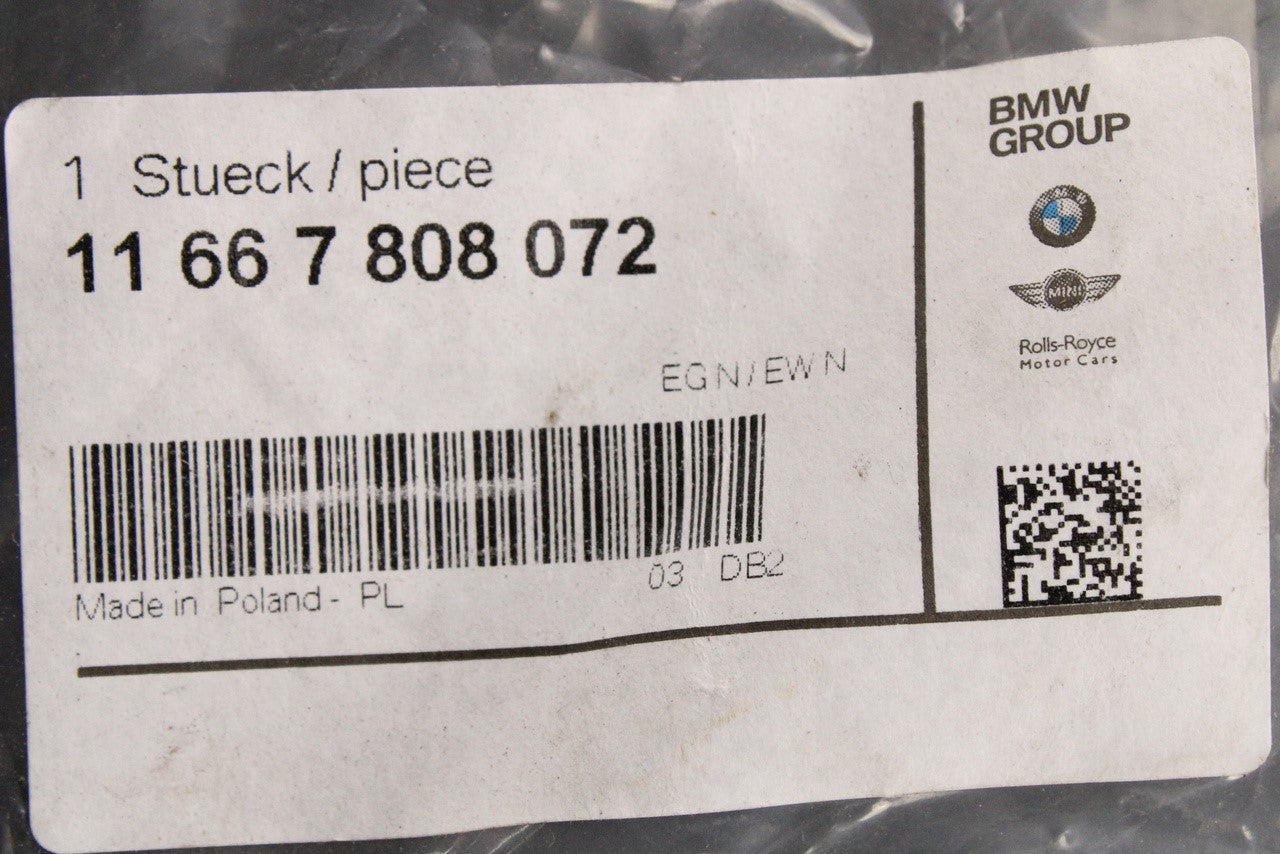 1 Stueck / piece
11 66 7 808 072
EGN/EWN
Made in Poland - PL
03 DB2
BMW
GROUP
MINI
Rolls-Royce
Motor Cars